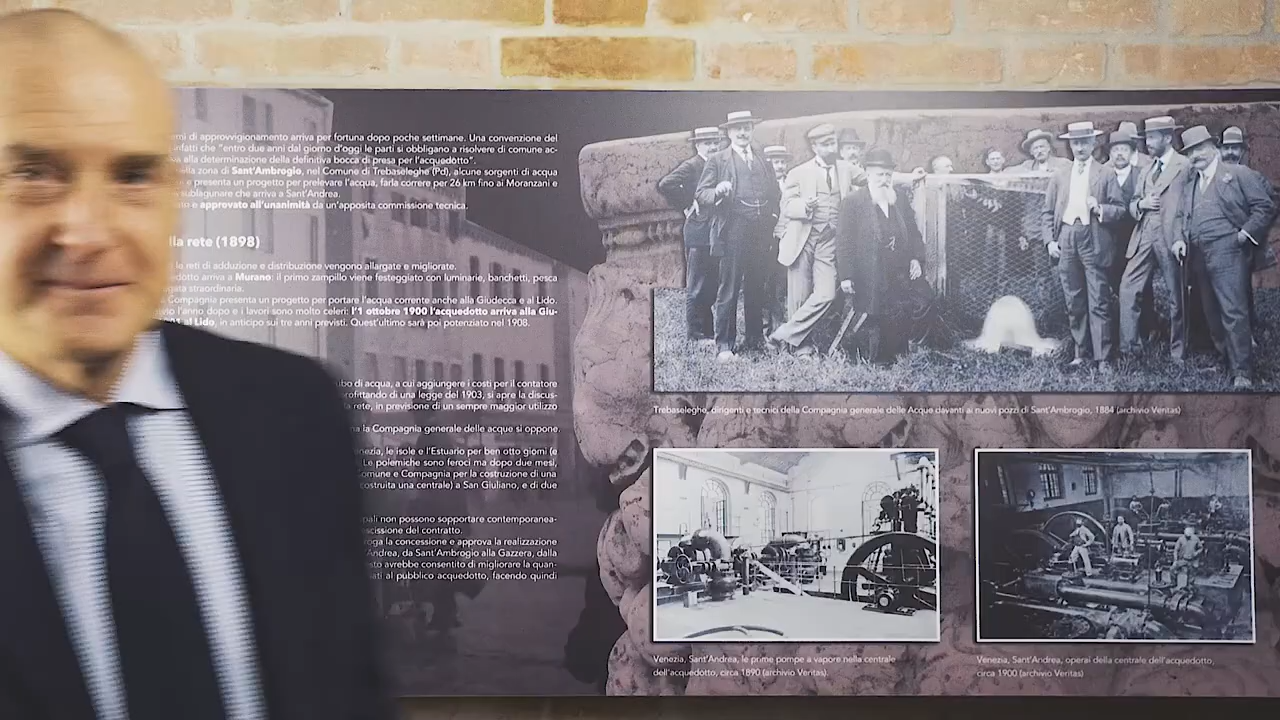 di approvvigionamento arriva per fortuna dopo poche settimane. Una convenzione del
infatti che "entro due anni dal giorno d'oggi le parti si obbligano a risolvere di comune ac-
alla determinazione della definitiva bocca di presa per l'acquedotto".
nella zona di Sant'Ambrogio, nel Comune di Trebaseleghe (Pd), alcune sorgenti di acqua
e presenta un progetto per prelevare l'acqua, farla correre per 26 km fino ai Moranzani e
sublagunare che arriva a Sant'Andrea.
e approvato all'unanimità da un'apposita commissione tecnica.
rete (1898)
le reti di adduzione e distribuzione vengono allargate e migliorate.
arriva a Murano: il primo zampillo viene festeggiato con luminarie, banchetti, pesca
straordinaria.
Compagnia presenta un progetto per portare l'acqua corrente anche alla Giudecca e al Lido.
l'anno dopo e i lavori sono molto celeri: l'1 ottobre 1900 l'acquedotto arriva alla Giu-
al Lido, in anticipo sui tre anni previsti. Quest'ultimo sarà poi potenziato nel 1908.
di acqua, a cui aggiungere i costi per il contatore
di una legge del 1903, si apre la discus-
rete, in previsione di un sempre maggior utilizzo
la Compagnia generale delle acque si oppone.
le isole e l'Estuario per ben otto giorni (e
Le polemiche sono feroci ma dopo due mesi,
Comune e Compagnia per la costruzione di una
costruita una centrale) a San Giuliano, e di due
non possono sopportare contemporanea-
del contratto.
la concessione e approva la realizzazione
Andrea, da Sant'Ambrogio alla Gazzera, dalla
avrebbe consentito di migliorare la quan-
al pubblico acquedotto, facendo quindi
Trebaseleghe, dirigenti e tecnici della Compagnia generale delle Acque davanti ai nuovi pozzi di Sant'Ambrogio, 1884 (archivio Veritas)
Venezia, Sant'Andrea, le prime pompe a vapore nella centrale
dell'acquedotto, circa 1890 (archivio Veritas).
Venezia, Sant'Andrea, operai della centrale dell'acquedotto,
circa 1900 (archivio Veritas)